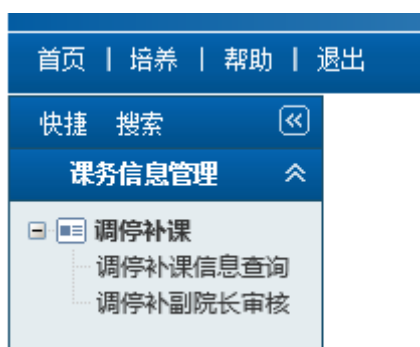 首页 | 培养 | 帮助 | 退出
快捷 搜索
课务信息管理
调停补课
调停补课信息查询
调停补副院长审核